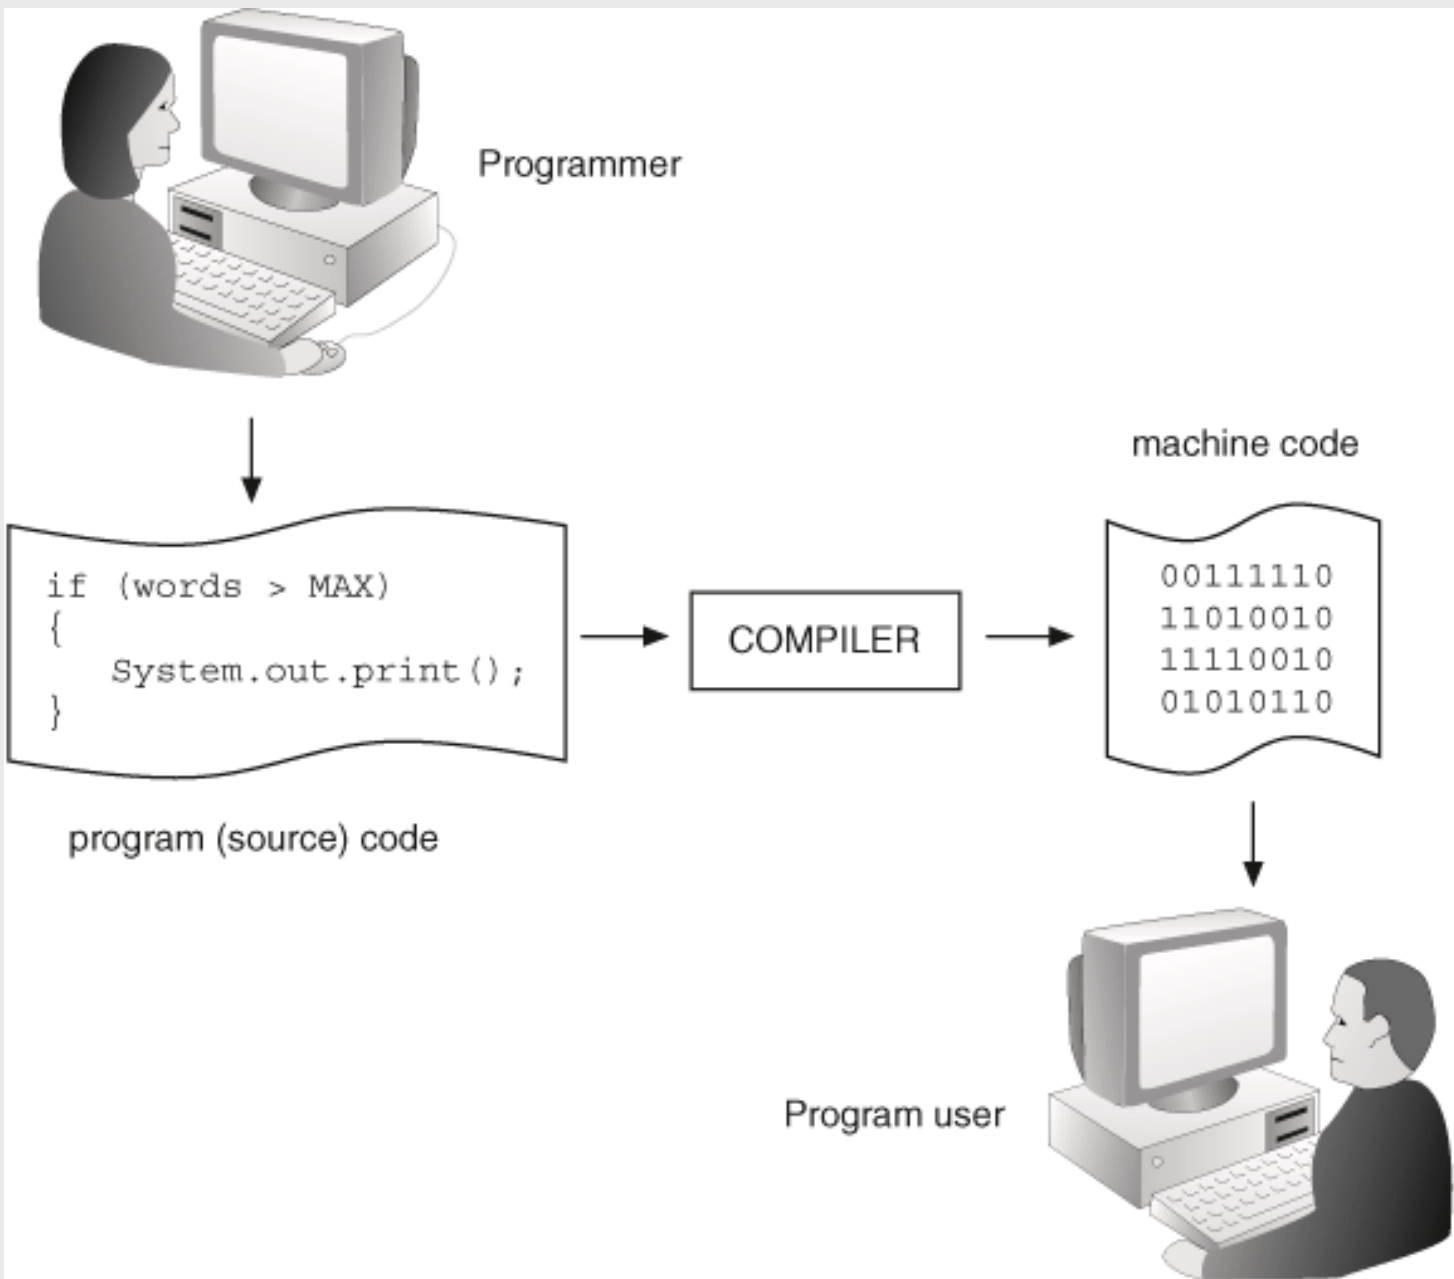 Programmer
machine code
if (words > MAX)
{
System.out.print();
}
COMPILER
00111110
11010010
11110010
01010110
program (source) code
Program user